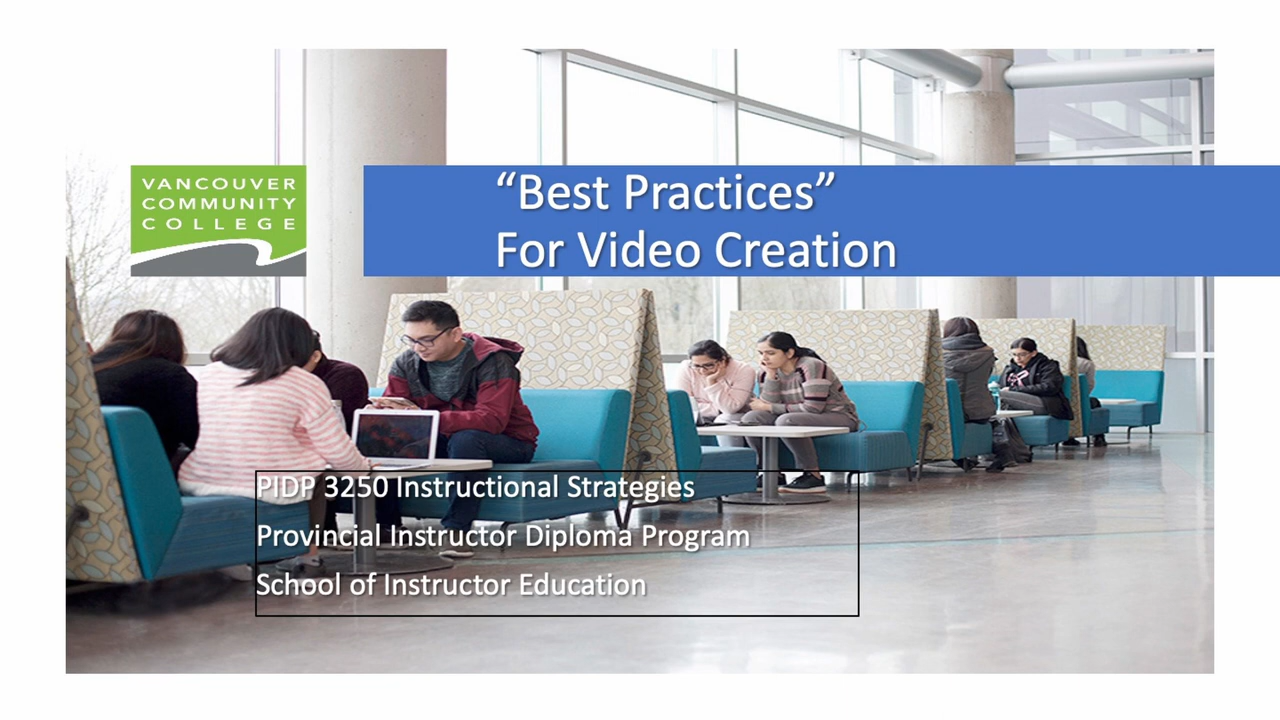 VANCOUVER
COMMUNITY
COLLEGE
“Best Practices”
For Video Creation
PIDP 3250 Instructional Strategies
Provincial Instructor Diploma Program
School of Instructor Education